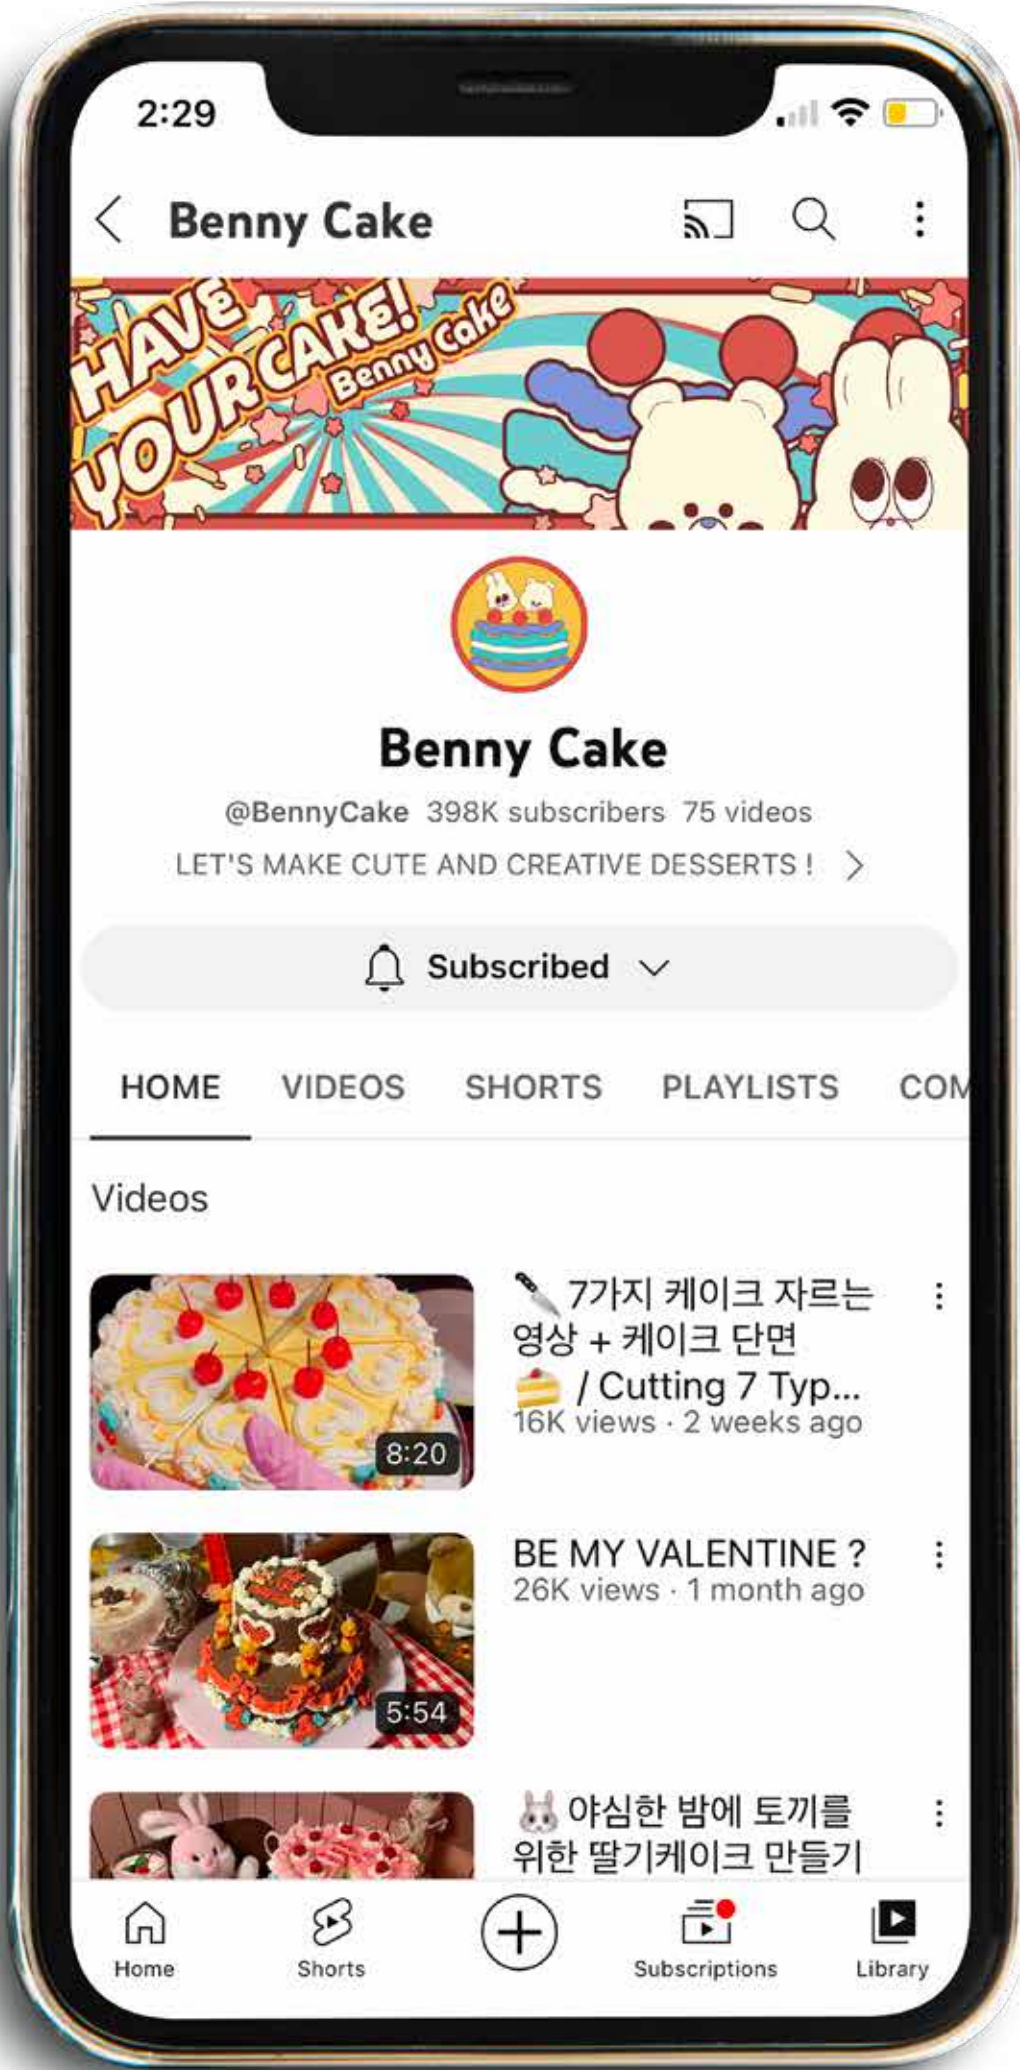 2:29
Benny Cake
HAVE
YOUR CAKE!
Benny Cake
Benny Cake
@BennyCake 398K subscribers 75 videos
LET'S MAKE CUTE AND CREATIVE DESSERTS !
Subscribed
HOME VIDEOS SHORTS PLAYLISTS COM
Videos
🔪 7가지 케이크 자르는
영상 + 케이크 단면
🍰 / Cutting 7 Typ...
16K views · 2 weeks ago
8:20
BE MY VALENTINE ?
26K views · 1 month ago
5:54
🐰 야심한 밤에 토끼를
위한 딸기케이크 만들기
Home Shorts Subscriptions Library